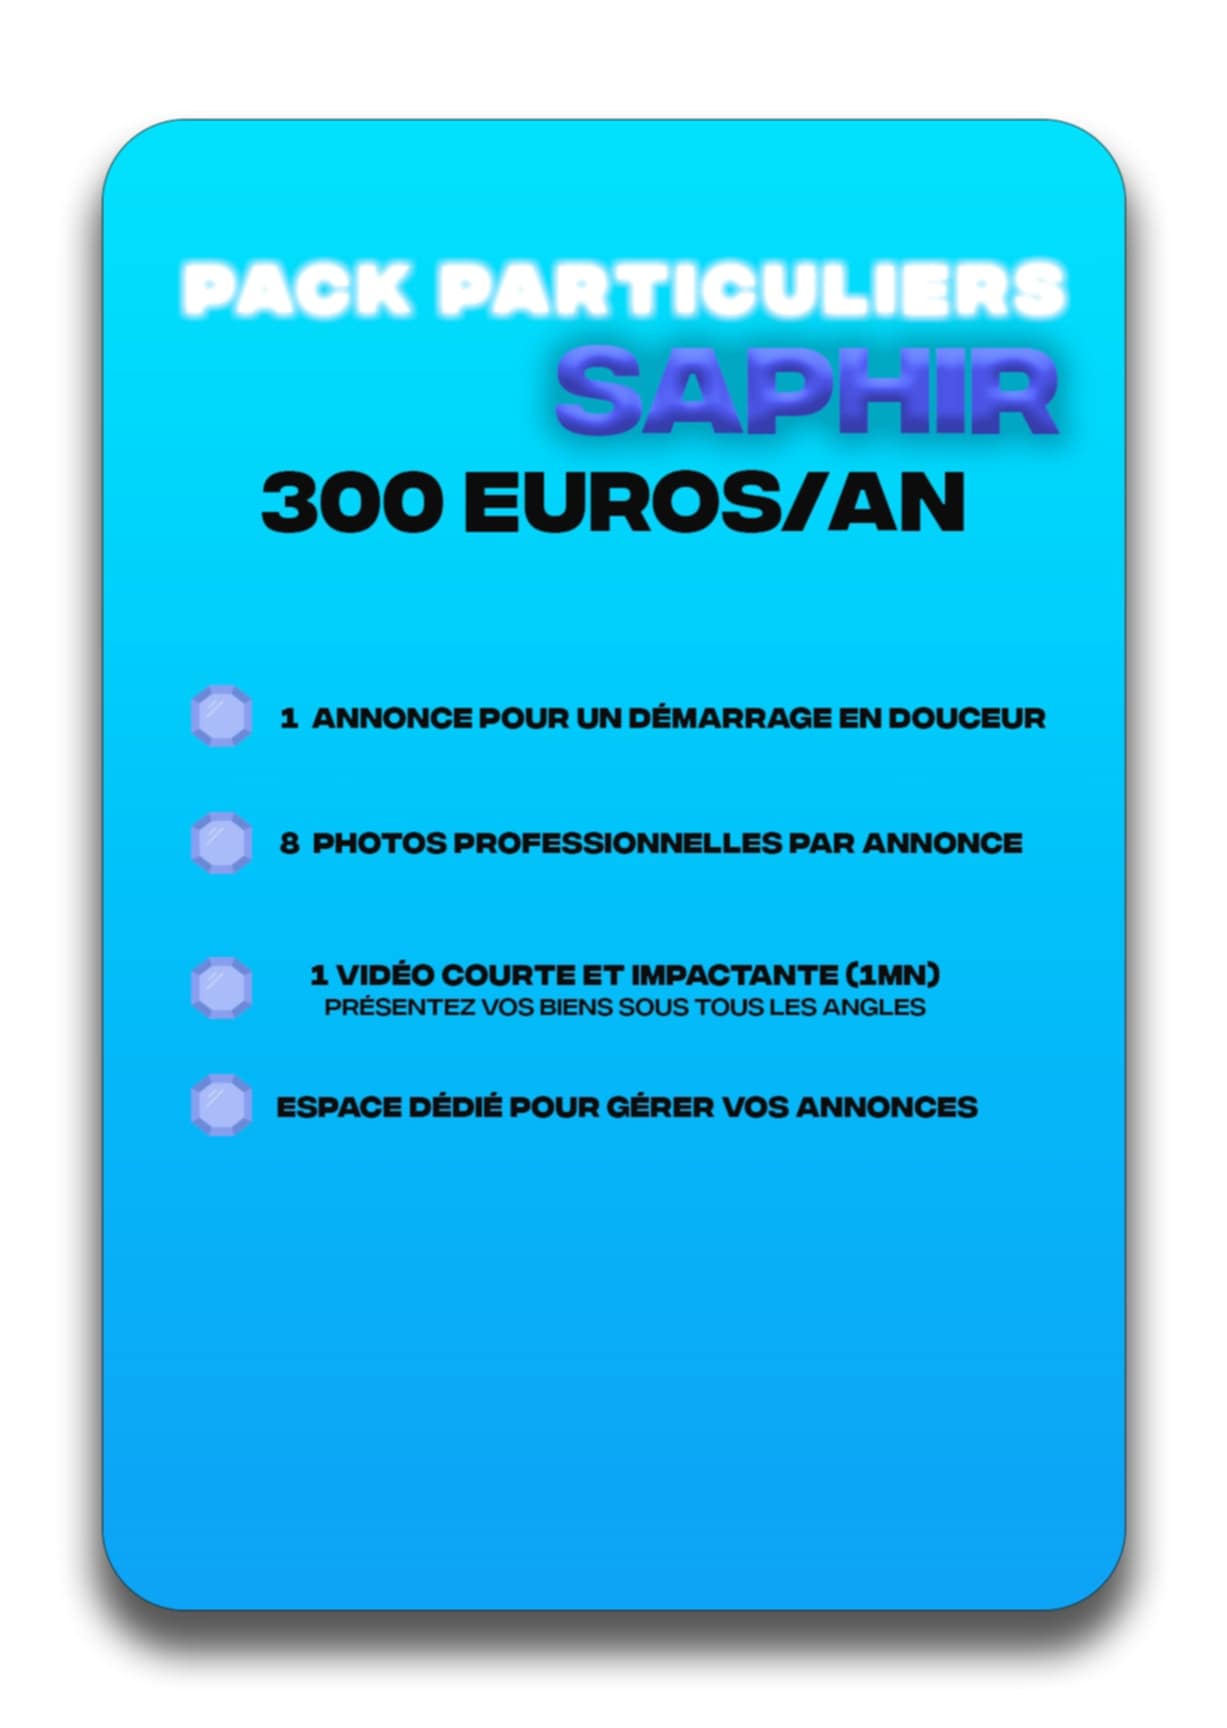 PACK PARTICULIERS
SAPHIR
300 EUROS/AN
1 ANNONCE POUR UN DÉMARRAGE EN DOUCEUR
8 PHOTOS PROFESSIONNELLES PAR ANNONCE
1 VIDÉO COURTE ET IMPACTANTE (1MN)
PRÉSENTEZ VOS BIENS SOUS TOUS LES ANGLES
ESPACE DÉDIÉ POUR GÉRER VOS ANNONCES